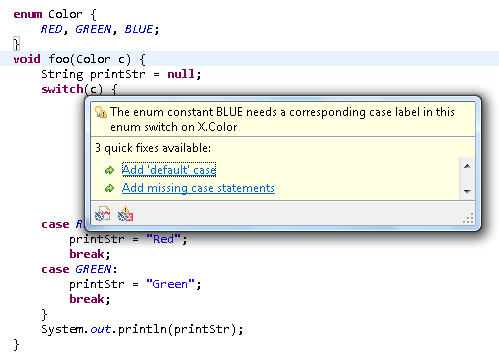 enum Color {
RED, GREEN, BLUE;
}
void foo(Color c) {
String printStr = null;
switch(c) {
The enum constant BLUE needs a corresponding case label in this
enum switch on X.Color
3 quick fixes available:
Add 'default' case
Add missing case statements
case R
printStr = "Red";
break;
case GREEN:
printStr = "Green";
break;
}
System.out.println(printStr);
}